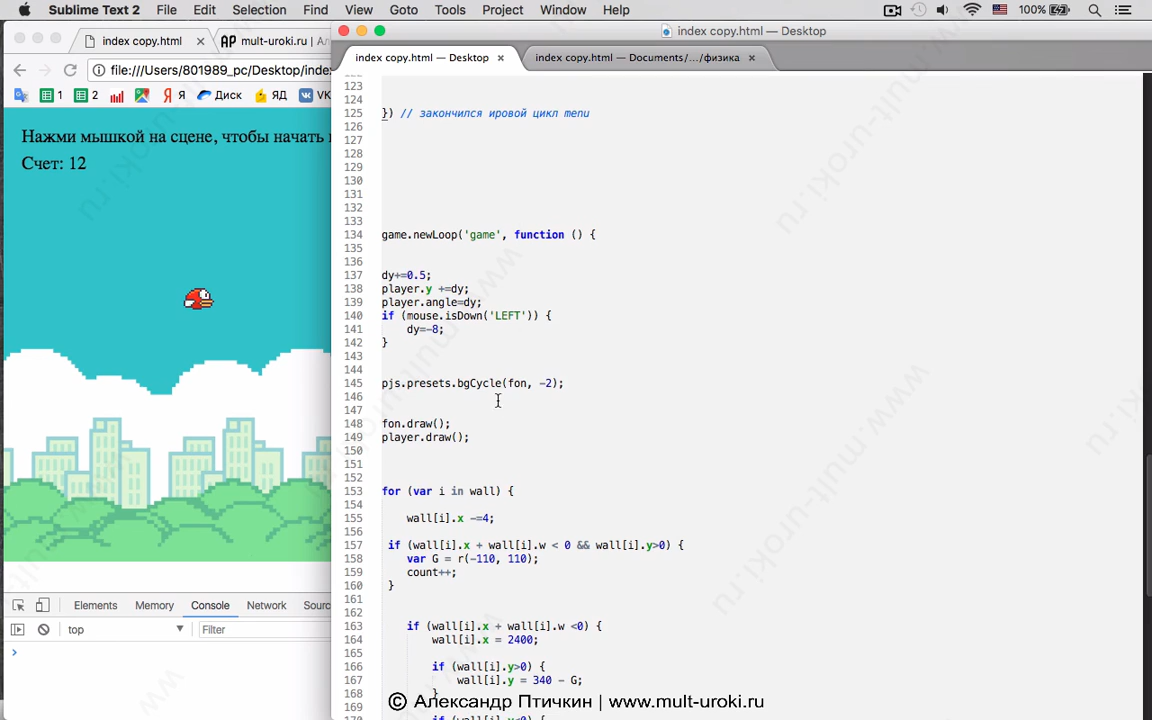 Sublime Text 2 File Edit Selection Find View Goto Tools Project Window Help 100%
index copy.html mult-uroki.ru | Ал
file:///Users/801989_pc/Desktop/inde
1 2 Я Диск ЯД VK
Нажми мышкой на сцене, чтобы начать
Счет: 12
Elements Memory Console Network Sourc
top Filter
index copy.html — Desktop
index copy.html — Desktop index copy.html — Documents/.../физика
123
124
125 }) // закончился ировой цикл menu
126
127
128
129
130
131
132
133
134 game.newLoop('game', function () {
135
136
137 dy+=0.5;
138 player.y +=dy;
139 player.angle=dy;
140 if (mouse.isDown('LEFT')) {
141 dy=-8;
142 }
143
144
145 pjs.presets.bgCycle(fon, -2);
146
147
148 fon.draw();
149 player.draw();
150
151
152
153 for (var i in wall) {
154
155 wall[i].x -=4;
156
157 if (wall[i].x + wall[i].w < 0 && wall[i].y>0) {
158 var G = r(-110, 110);
159 count++;
160 }
161
162
163 if (wall[i].x + wall[i].w <0) {
164 wall[i].x = 2400;
165
166 if (wall[i].y>0) {
167 wall[i].y = 340 - G;
168 }
169
© Александр Птичкин | www.mult-uroki.ru
mult-uroki.ru